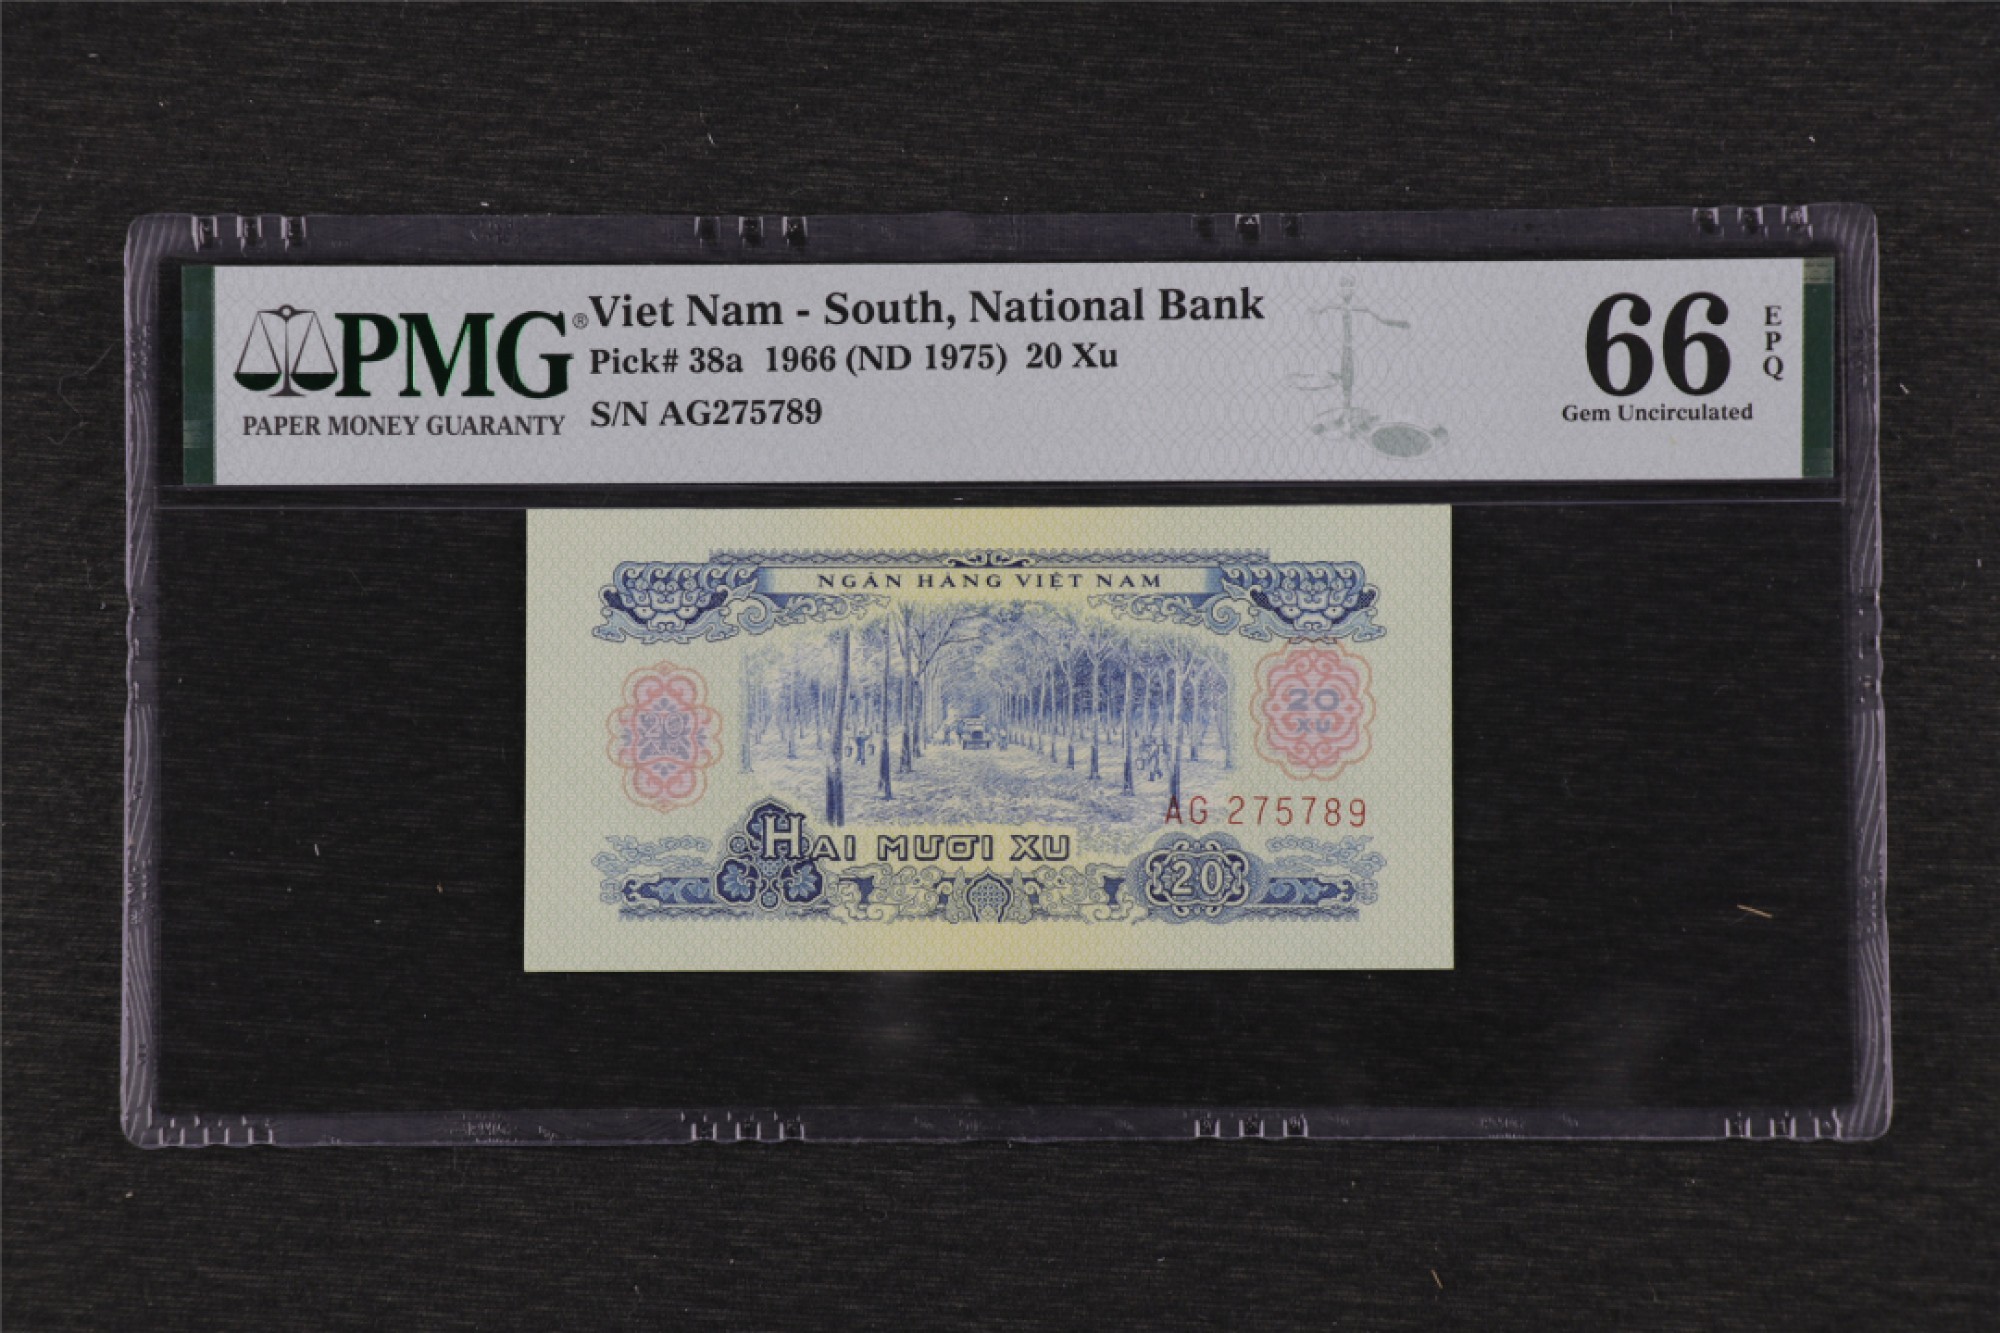 PMG®
PAPER MONEY GUARANTY
Viet Nam - South, National Bank
Pick# 38a 1966 (ND 1975) 20 Xu
S/N AG275789
66
EPQ
Gem Uncirculated
NGÂN HÀNG VIỆT NAM
20
XU
AG 275789
HAI MƯƠI XU
20